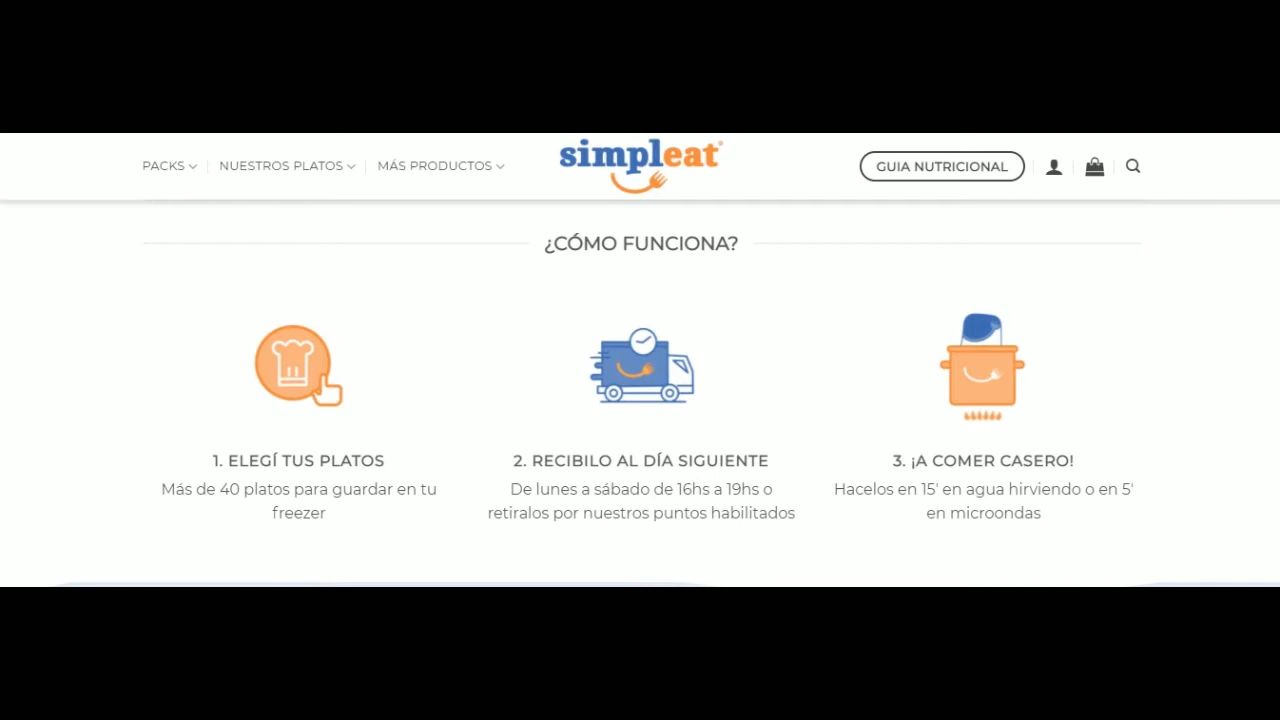 PACKS
NUESTROS PLATOS
MÁS PRODUCTOS
simpleat®
GUIA NUTRICIONAL
¿CÓMO FUNCIONA?
1. ELEGÍ TUS PLATOS
Más de 40 platos para guardar en tu
freezer
2. RECIBILO AL DÍA SIGUIENTE
De lunes a sábado de 16hs a 19hs o
retiralos por nuestros puntos habilitados
3. ¡A COMER CASERO!
Hacelos en 15' en agua hirviendo o en 5'
en microondas